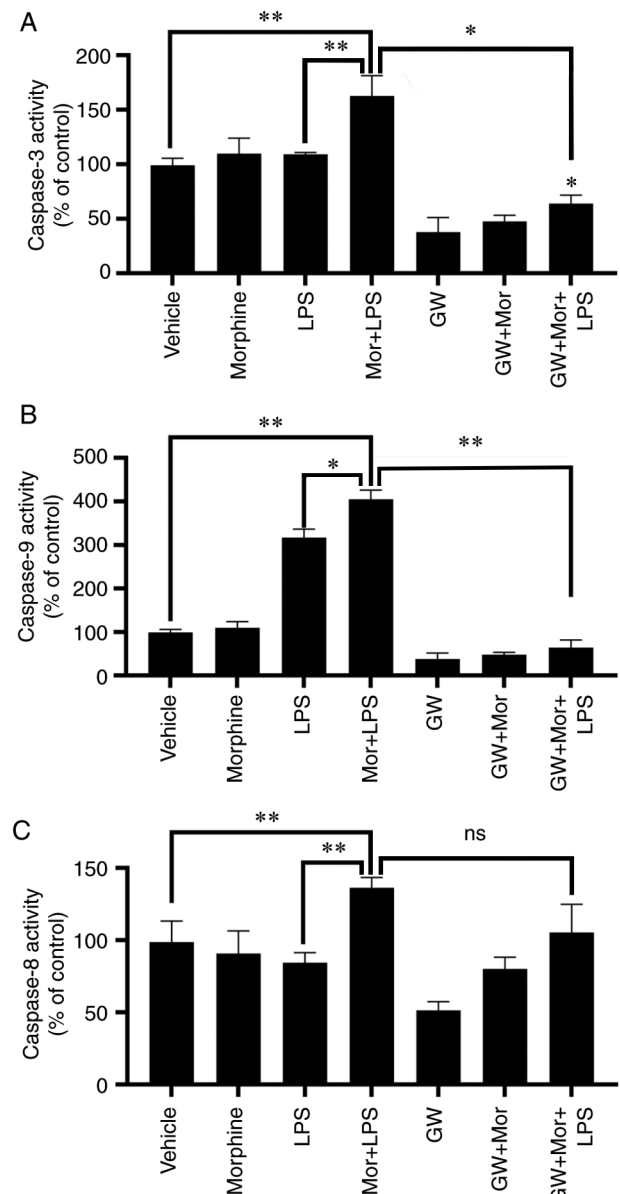 A
**
**
*
200
150
100
50
0
Caspase-3 activity
(% of control)
*
Vehicle
Morphine
LPS
Mor+LPS
GW
GW+Mor
GW+Mor+
LPS
B
**
*
**
500
400
300
200
100
0
Caspase-9 activity
(% of control)
Vehicle
Morphine
LPS
Mor+LPS
GW
GW+Mor
GW+Mor+
LPS
C
**
**
ns
150
100
50
0
Caspase-8 activity
(% of control)
Vehicle
Morphine
LPS
Mor+LPS
GW
GW+Mor
GW+Mor+
LPS